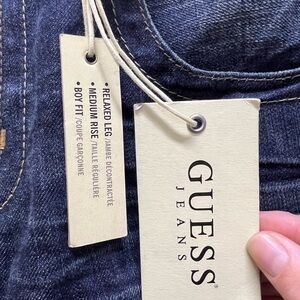 • RELAXED LEG /JAMBE DÉCONTRACTÉE
• MEDIUM RISE /TAILLE RÉGULIÈRE
• BOY FIT /COUPE GARÇONNE
GUESS®
JEANS